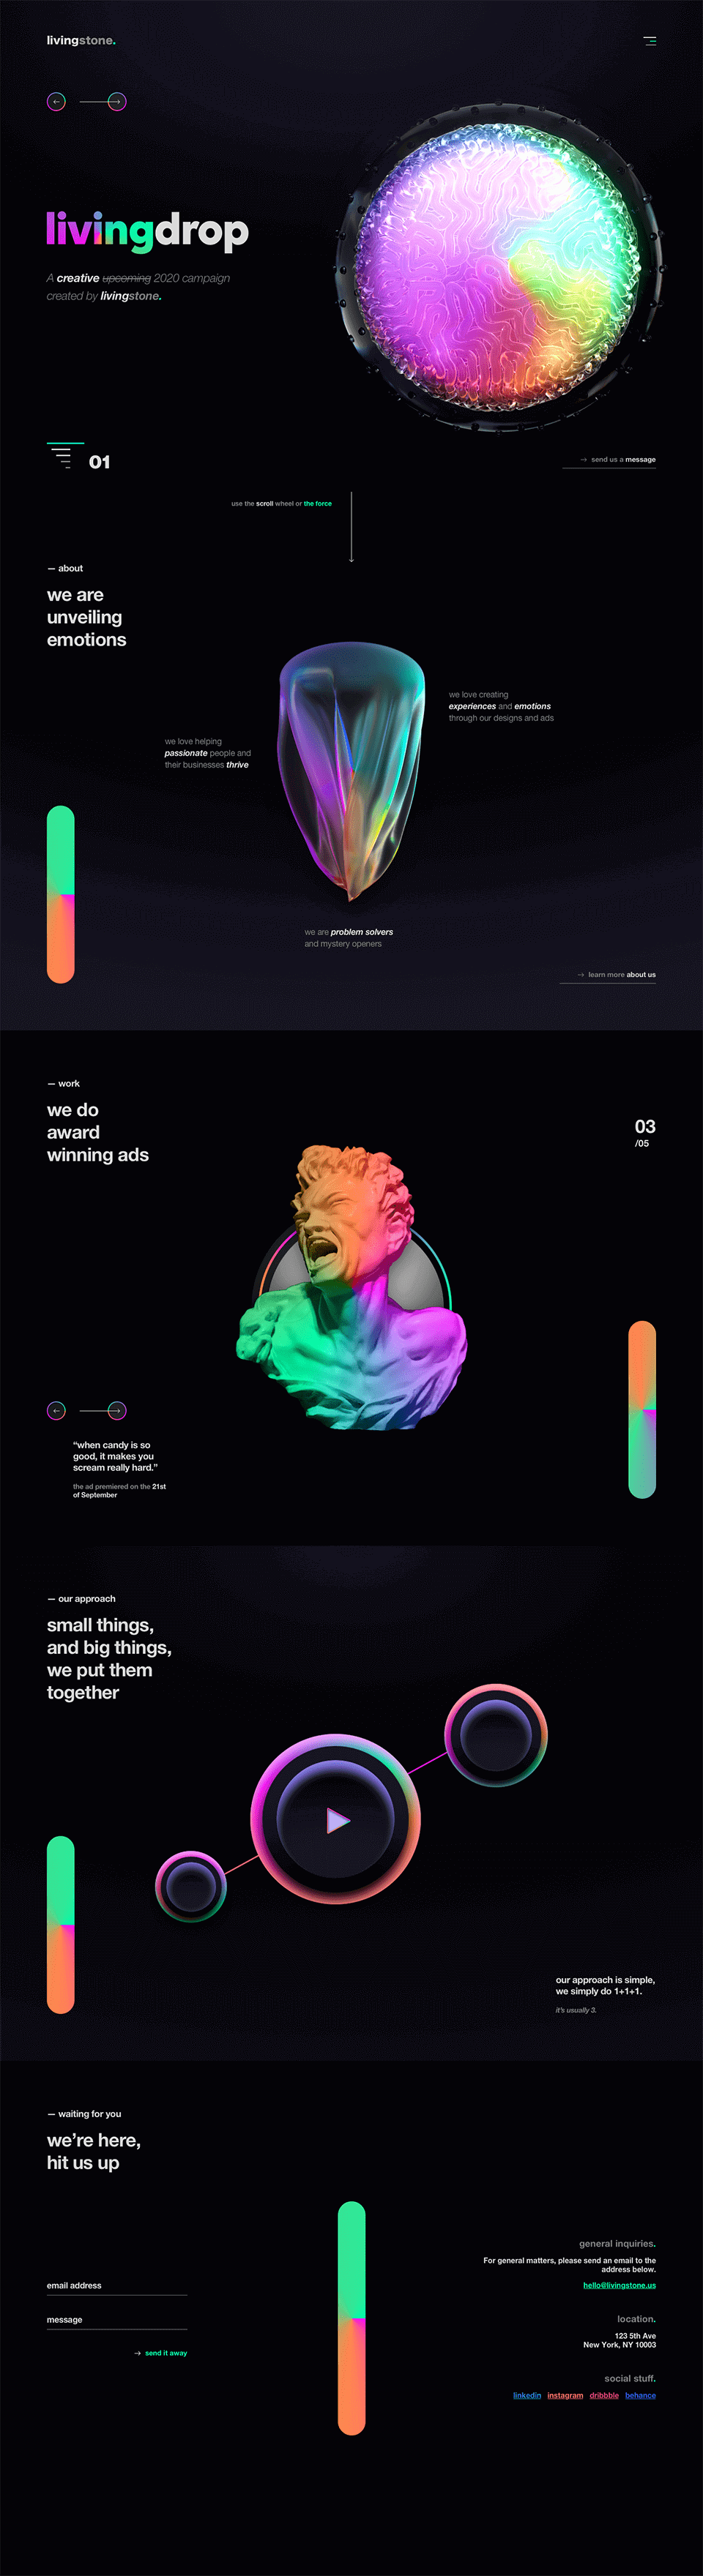 livingstone.
livingdrop
A creative upcoming 2020 campaign
created by livingstone.
01
→ send us a message
use the scroll wheel or the force
— about
we are
unveiling
emotions
we love creating
experiences and emotions
through our designs and ads
we love helping
passionate people and
their businesses thrive
we are problem solvers
and mystery openers
→ learn more about us
— work
we do
award
winning ads
03
/05
“when candy is so
good, it makes you
scream really hard.”
the ad premiered on the 21st
of September
— our approach
small things,
and big things,
we put them
together
our approach is simple,
we simply do 1+1+1.
it's usually 3.
— waiting for you
we’re here,
hit us up
email address
message
→ send it away
general inquiries.
For general matters, please send an email to the
address below.
hello@livingstone.us
location.
123 5th Ave
New York, NY 10003
social stuff.
linkedin instagram dribbble behance